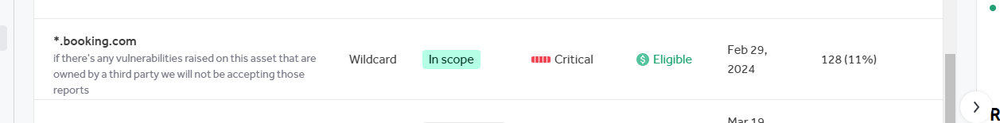 *.booking.com
if there's any vulnerabilities raised on this asset that are
owned by a third party we will not be accepting those
reports
Wildcard
In scope
Critical
Eligible
Feb 29,
2024
128 (11%)
Mar 19,
R